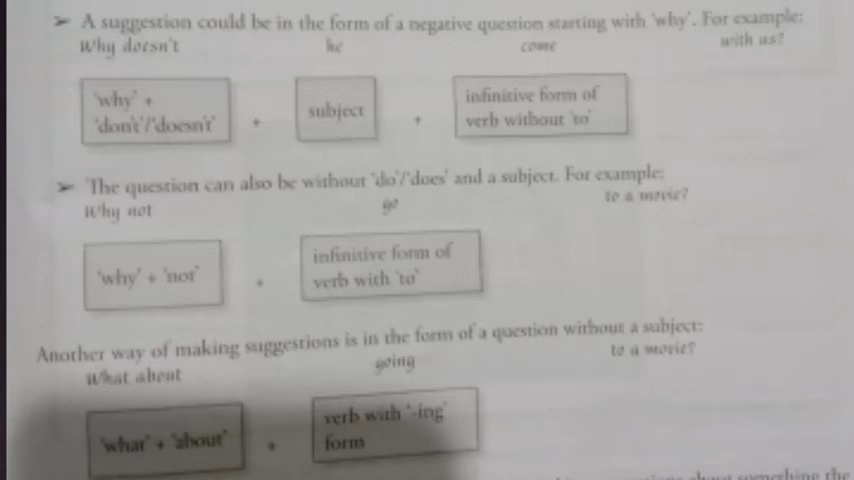 ➢ A suggestion could be in the form of a negative question starting with 'why'. For example:
Why doesn't he come with us?
'why' + 'don't'/'doesn't' + subject + infinitive form of verb without 'to'
➢ The question can also be without 'do'/'does' and a subject. For example:
Why not go to a movie?
'why' + 'not' + infinitive form of verb with 'to'
Another way of making suggestions is in the form of a question without a subject:
What about going to a movie?
'what' + 'about' + verb with '-ing' form
about something the